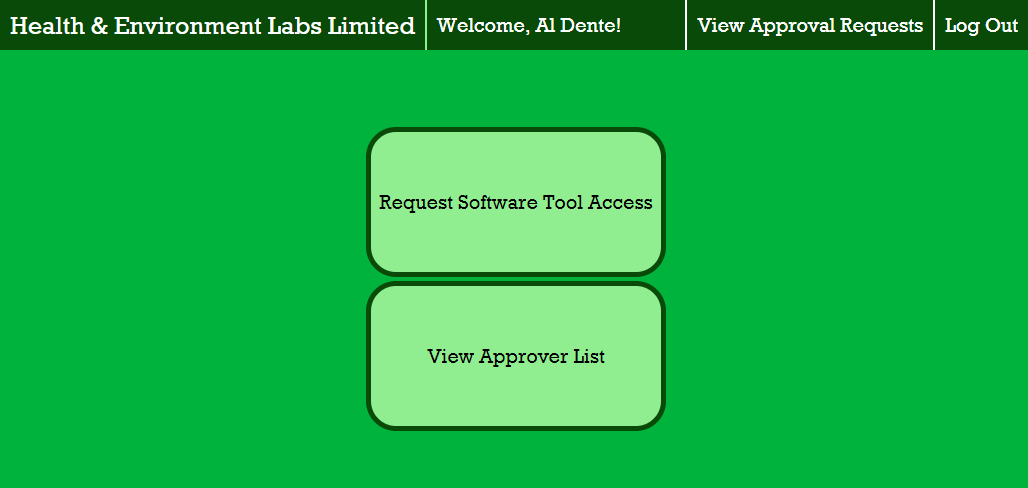 Health & Environment Labs Limited
Welcome, Al Dente!
View Approval Requests
Log Out
Request Software Tool Access
View Approver List